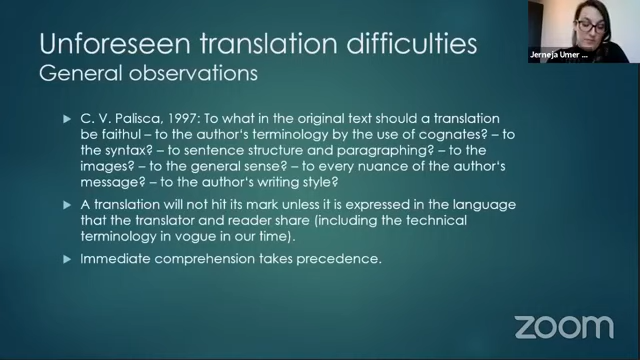 Unforeseen translation difficulties
General observations
C. V. Palisca, 1997: To what in the original text should a translation
be faithul – to the author's terminology by the use of cognates? – to
the syntax? – to sentence structure and paragraphing? – to the
images? – to the general sense? – to every nuance of the author's
message? – to the author's writing style?
A translation will not hit its mark unless it is expressed in the language
that the translator and reader share (including the technical
terminology in vogue in our time).
Immediate comprehension takes precedence.
Jerneja Umer ...
zoom